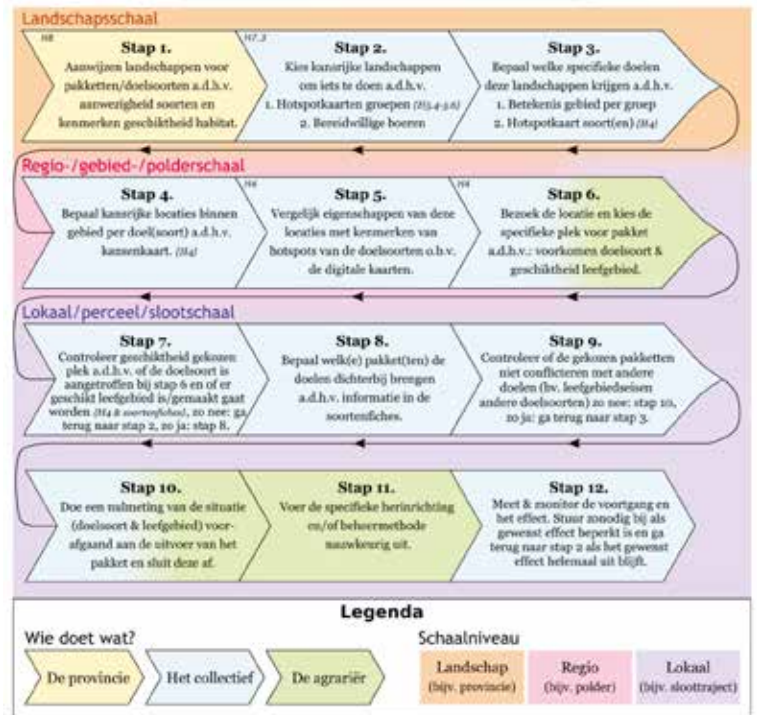 Landschapsschaal
H8
Stap 1.
Aanwijzen landschappen voor
pakketten/doelsoorten a.d.h.v.
aanwezigheid soorten en
kenmerken geschiktheid habitat.
H7.3
Stap 2.
Kies kansrijke landschappen
om iets te doen a.d.h.v.
1. Hotspotkaarten groepen
2. Bereidwillige boeren
Stap 3.
Bepaal welke specifieke doelen
deze landschappen krijgen a.d.h.v.
1. Betekenis gebied per groep
2. Hotspotkaart soort(en) (H4)
Regio-/gebied-/polderschaal
Stap 4.
Bepaal kansrijke locaties binnen
gebied per doel(soort) a.d.h.v.
kansenkaart. (H4)
H6
Stap 5.
Vergelijk eigenschappen van deze
locaties met kenmerken van
hotspots van de doelsoorten o.b.v.
de digitale kaarten.
Stap 6.
Bezoek de locatie en kies de
specifieke plek voor pakket
a.d.h.v.: voorkomen doelsoort &
geschiktheid leefgebied.
Lokaal/perceel/slootschaal
Stap 7.
Controleer geschiktheid gekozen
plek a.d.h.v. of de doelsoort is
aangetroffen bij stap 6 en of er
geschikt leefgebied is/gemaakt gaat
worden (H4 & soortenfiches), zo nee: ga
terug naar stap 2, zo ja: stap 8.
Stap 8.
Bepaal welk(e) pakket(ten) de
doelen dichterbij brengen
a.d.h.v. informatie in de
soortenfiches.
Stap 9.
Controleer of de gekozen pakketten
niet conflicteren met andere
doelen (bv. leefgebiedseisen
andere doelsoorten) zo nee: stap 10,
zo ja: ga terug naar stap 3.
Stap 10.
Doe een nulmeting van de situatie
(doelsoort & leefgebied) voor-
afgaand aan de uitvoer van het
pakket en sluit deze af.
Stap 11.
Voer de specifieke herinrichting
en/of beheermethode
nauwkeurig uit.
Stap 12.
Meet & monitor de voortgang en
het effect. Stuur zonodig bij als
gewenst effect beperkt is en ga
terug naar stap 2 als het gewenst
effect helemaal uit blijft.
Legenda
Wie doet wat?
De provincie
Het collectief
De agrariër
Schaalniveau
Landschap
(bijv. provincie)
Regio
(bijv. polder)
Lokaal
(bijv. sloottraject)